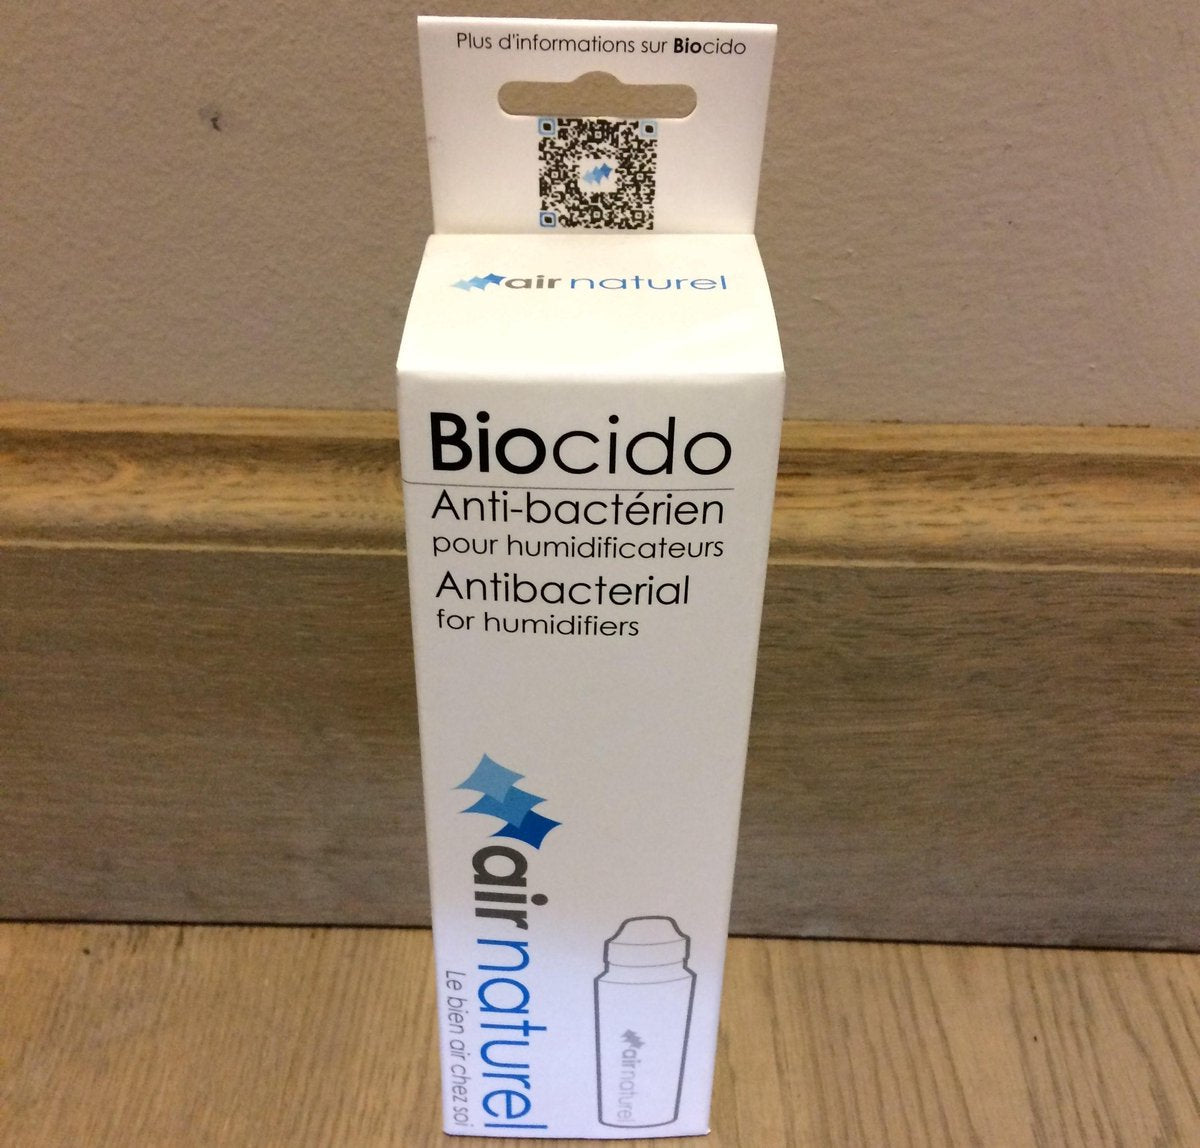 Plus d'informations sur Biocido
air naturel
Biocido
Anti-bactérien
pour humidificateurs
Antibacterial
for humidifiers
air naturel
Le bien air chez soi
air naturel